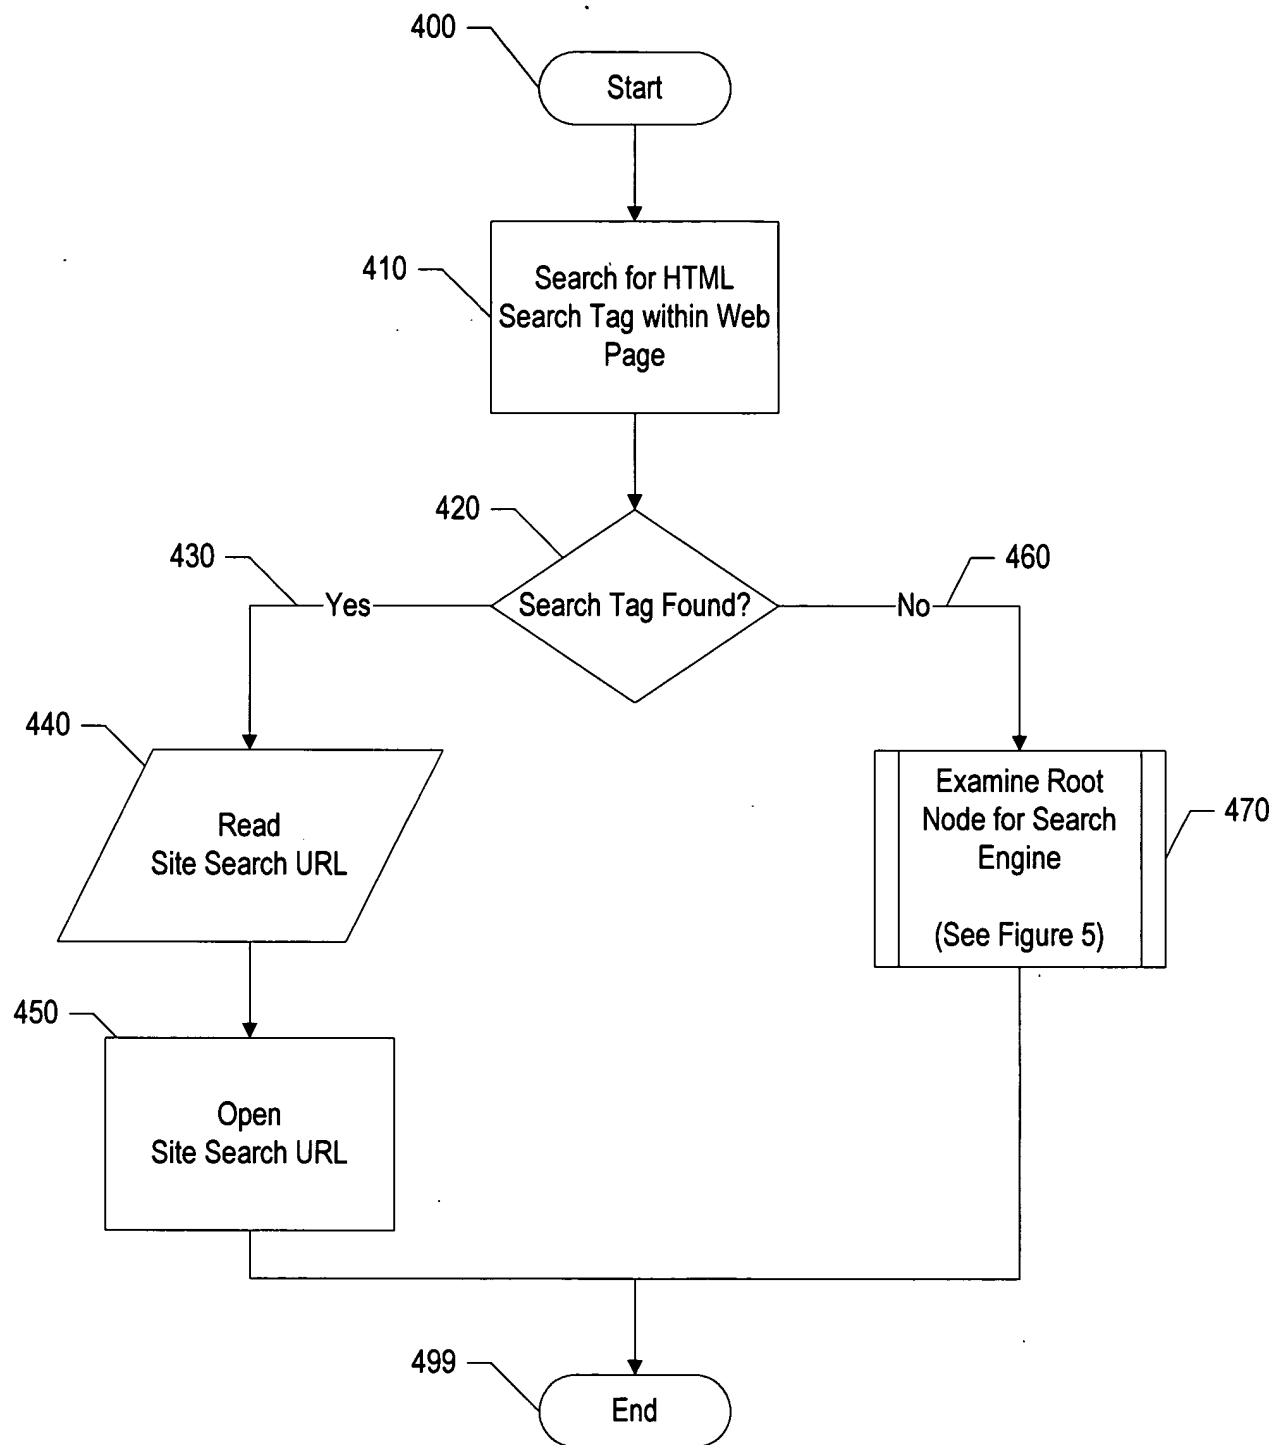 400
Start
410
Search for HTML
Search Tag within Web
Page
420
430
460
Yes
Search Tag Found?
No
440
Read
Site Search URL
Examine Root
Node for Search
Engine
(See Figure 5)
470
450
Open
Site Search URL
499
End